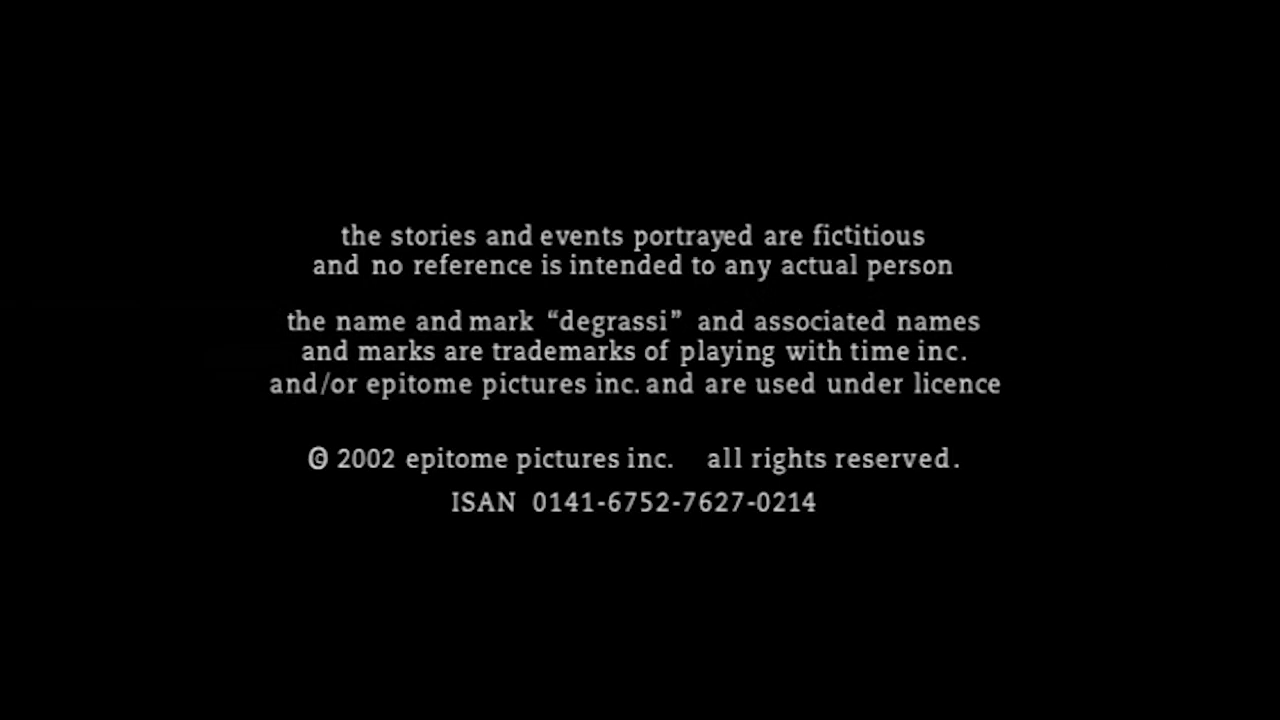 the stories and events portrayed are fictitious
and no reference is intended to any actual person
the name and mark “degrassi” and associated names
and marks are trademarks of playing with time inc.
and/or epitome pictures inc. and are used under licence
© 2002 epitome pictures inc. all rights reserved.
ISAN 0141-6752-7627-0214